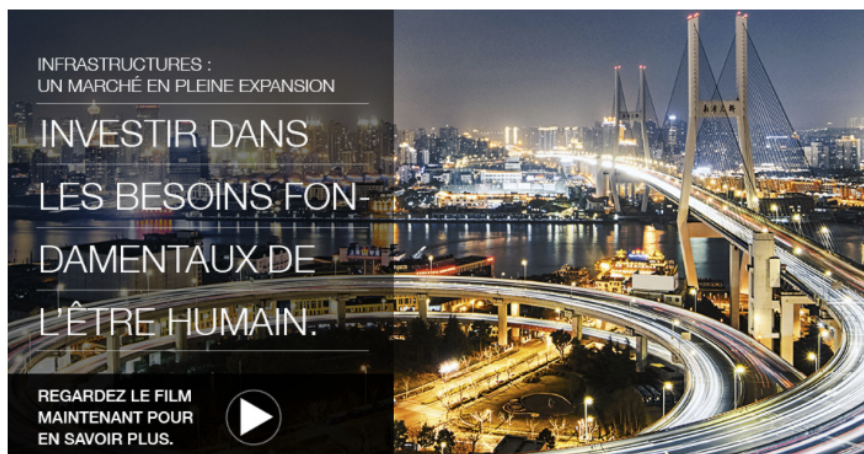 INFRASTRUCTURES :
UN MARCHÉ EN PLEINE EXPANSION
INVESTIR DANS
LES BESOINS FON-
DAMENTAUX DE
L'ÊTRE HUMAIN.
REGARDEZ LE FILM
MAINTENANT POUR
EN SAVOIR PLUS.